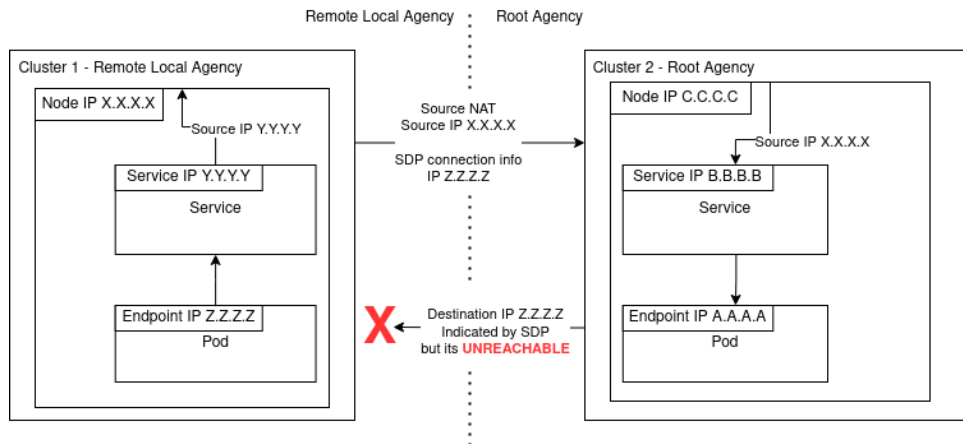 Remote Local Agency
Root Agency
Cluster 1 - Remote Local Agency
Node IP X.X.X.X
Source IP Y.Y.Y.Y
Service IP Y.Y.Y.Y
Service
Endpoint IP Z.Z.Z.Z
Pod
Source NAT
Source IP X.X.X.X
SDP connection info
IP Z.Z.Z.Z
X
Destination IP Z.Z.Z.Z
Indicated by SDP
but its UNREACHABLE
Cluster 2 - Root Agency
Node IP C.C.C.C
Source IP X.X.X.X
Service IP B.B.B.B
Service
Endpoint IP A.A.A.A
Pod